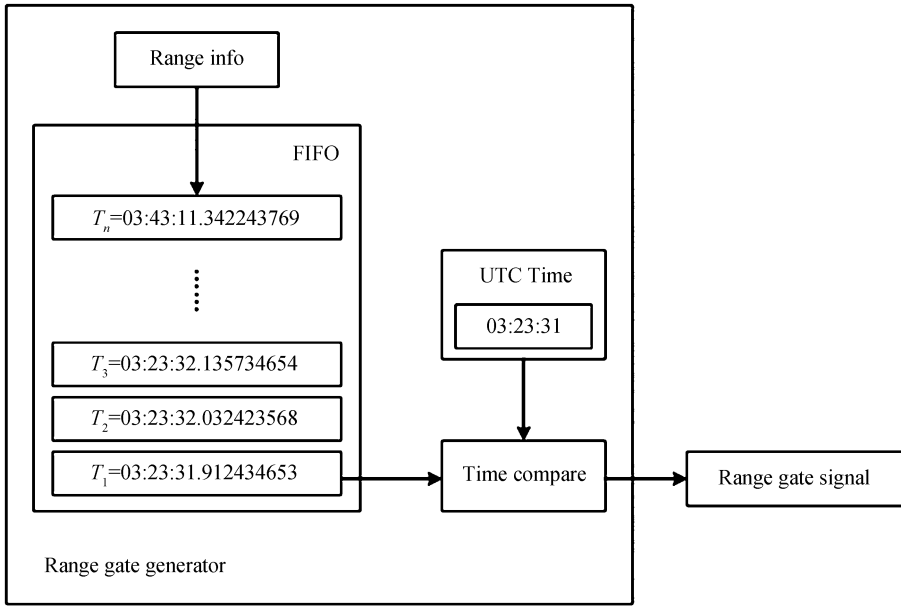 Range info
FIFO
Tn=03:43:11.342243769
......
UTC Time
03:23:31
T3=03:23:32.135734654
T2=03:23:32.032423568
T1=03:23:31.912434653
Time compare
Range gate signal
Range gate generator